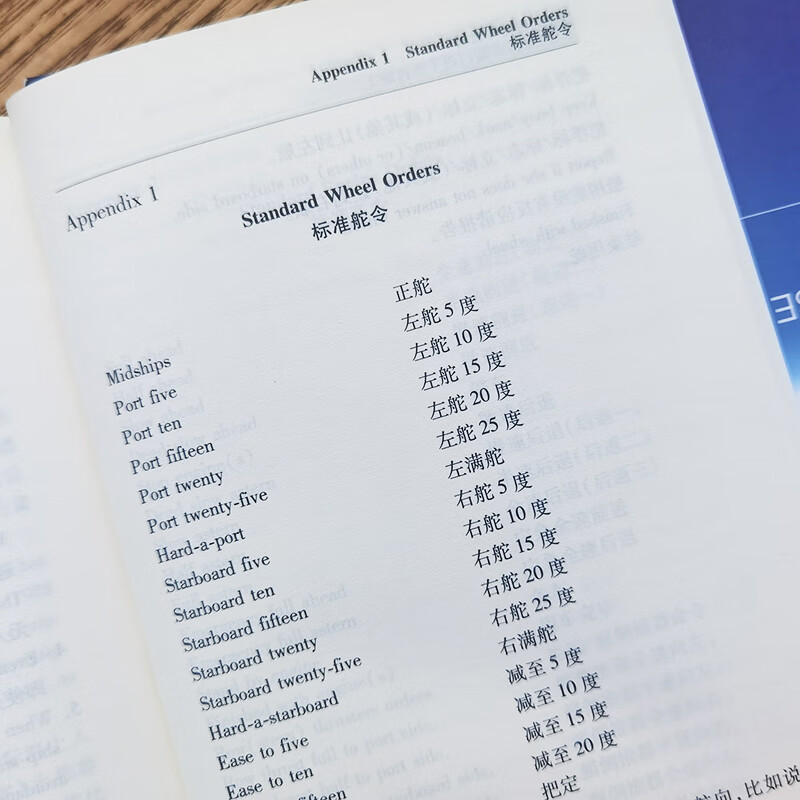 Appendix 1 Standard Wheel Orders
标准舵令
Appendix 1
Standard Wheel Orders
标准舵令
Midships 正舵
Port five 左舵 5 度
Port ten 左舵 10 度
Port fifteen 左舵 15 度
Port twenty 左舵 20 度
Port twenty-five 左舵 25 度
Hard-a-port 左满舵
Starboard five 右舵 5 度
Starboard ten 右舵 10 度
Starboard fifteen 右舵 15 度
Starboard twenty 右舵 20 度
Starboard twenty-five 右舵 25 度
Hard-a-starboard 右满舵
Ease to five 减至 5 度
Ease to ten 减至 10 度
fifteen 减至 15 度
减至 20 度
把定
航向,比如说